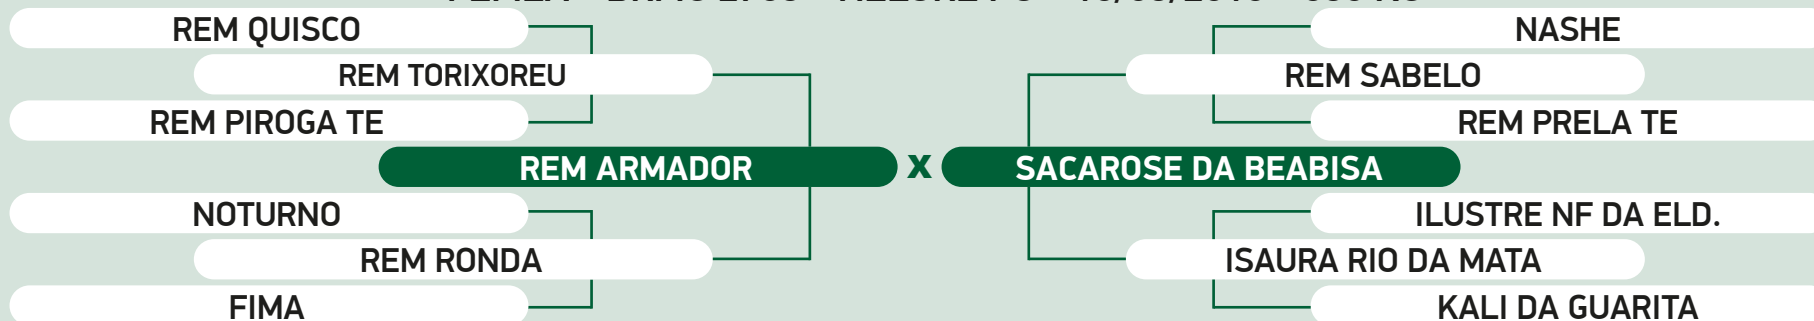 REM QUISCO
NASHE
REM TORIXOREU
REM SABELO
REM PIROGA TE
REM PRELA TE
REM ARMADOR x SACAROSE DA BEABISA
NOTURNO
ILUSTRE NF DA ELD.
REM RONDA
ISAURA RIO DA MATA
FIMA
KALI DA GUARITA